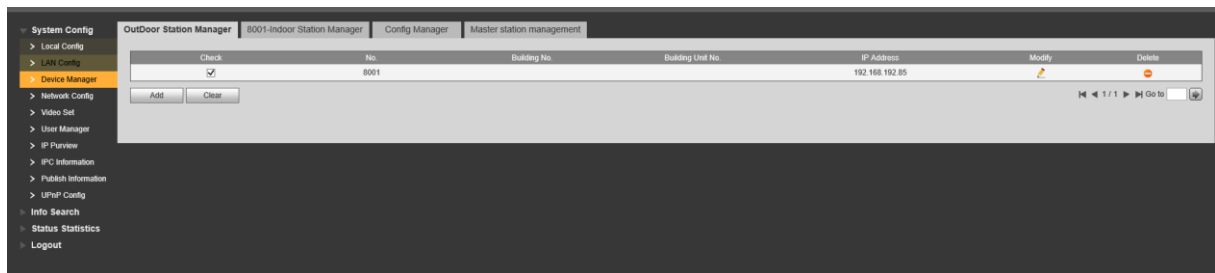 System Config
Local Config
LAN Config
Device Manager
Network Config
Video Set
User Manager
IP Purview
IPC Information
Publish Information
UPnP Config
Info Search
Status Statistics
Logout
OutDoor Station Manager 8001-Indoor Station Manager Config Manager Master station management
Check No. Building No. Building Unit No. IP Address Modify Delete
8001 192.168.192.85
Add Clear 1 / 1 Go to